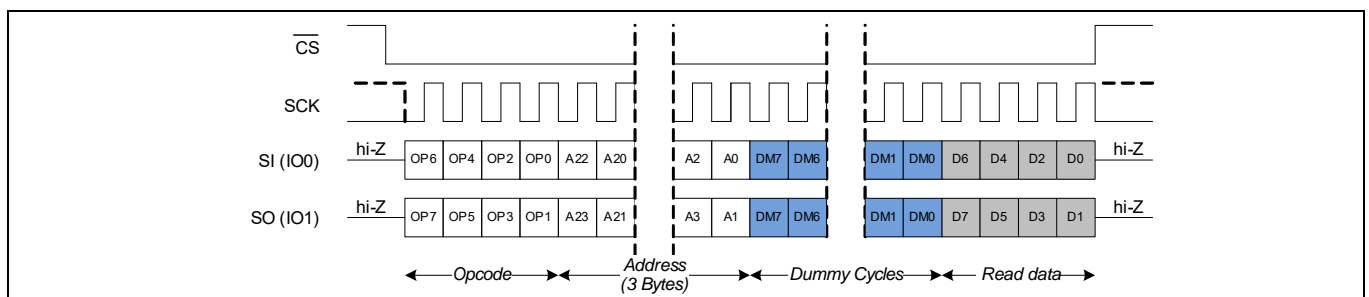 CS
SCK
SI (IO0) hi-Z OP6 OP4 OP2 OP0 A22 A20 A2 A0 DM7 DM6 DM1 DM0 D6 D4 D2 D0 hi-Z
SO (IO1) hi-Z OP7 OP5 OP3 OP1 A23 A21 A3 A1 DM7 DM6 DM1 DM0 D7 D5 D3 D1 hi-Z
Opcode Address (3 Bytes) Dummy Cycles Read data